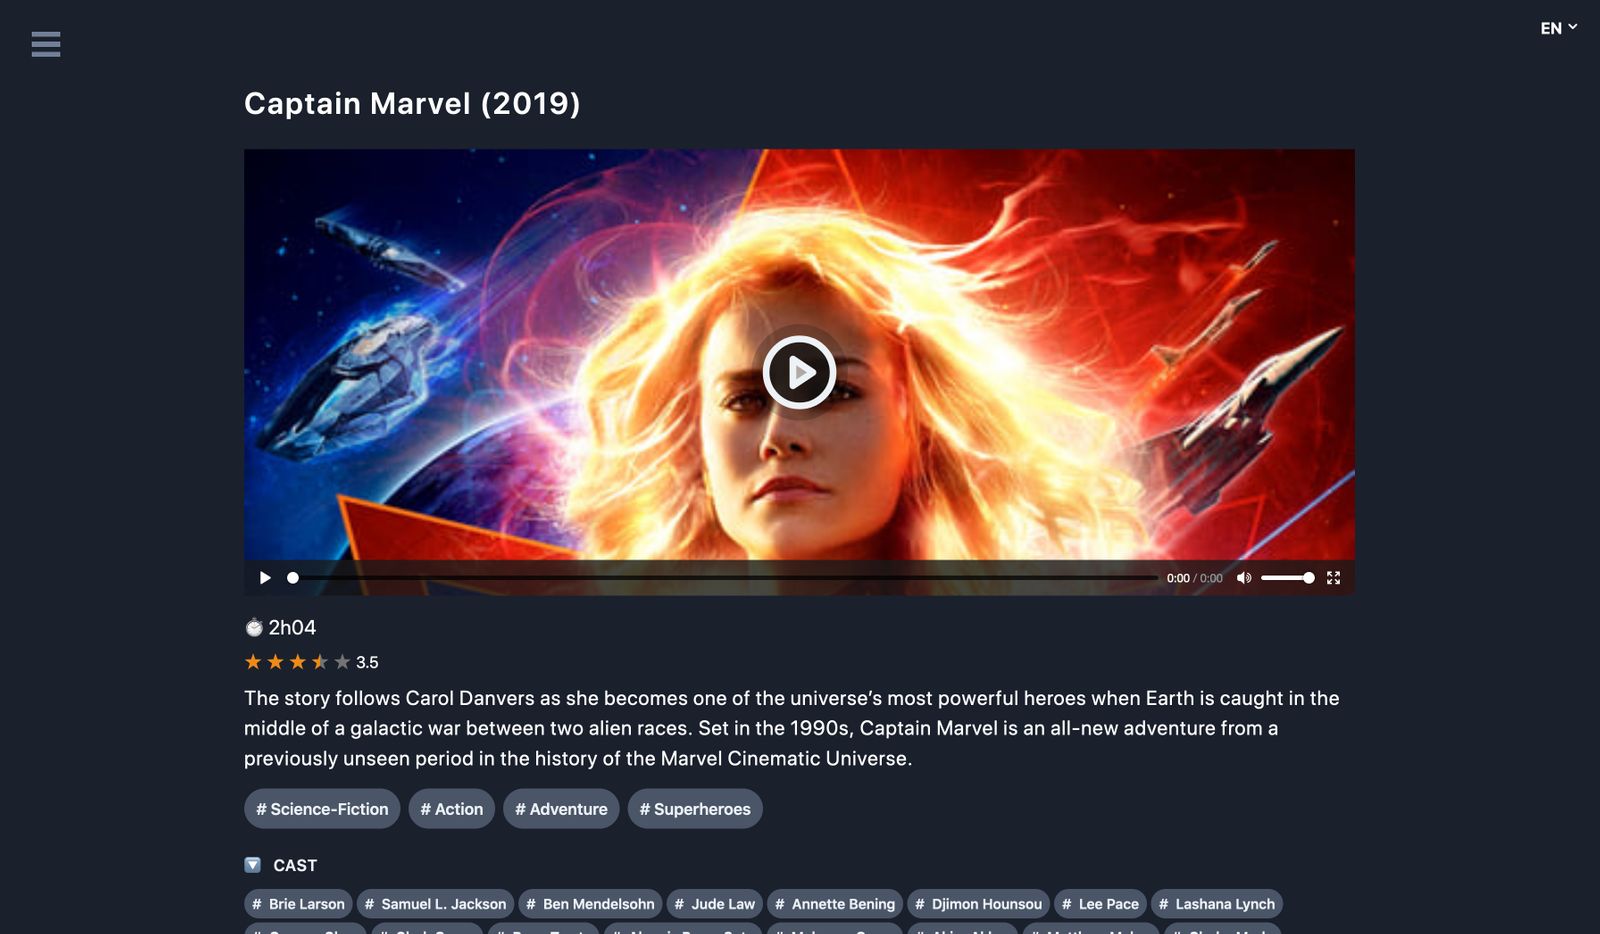 EN
Captain Marvel (2019)
0:00 / 0:00
2h04
3.5
The story follows Carol Danvers as she becomes one of the universe’s most powerful heroes when Earth is caught in the
middle of a galactic war between two alien races. Set in the 1990s, Captain Marvel is an all-new adventure from a
previously unseen period in the history of the Marvel Cinematic Universe.
# Science-Fiction # Action # Adventure # Superheroes
CAST
# Brie Larson # Samuel L. Jackson # Ben Mendelsohn # Jude Law # Annette Bening # Djimon Hounsou # Lee Pace # Lashana Lynch